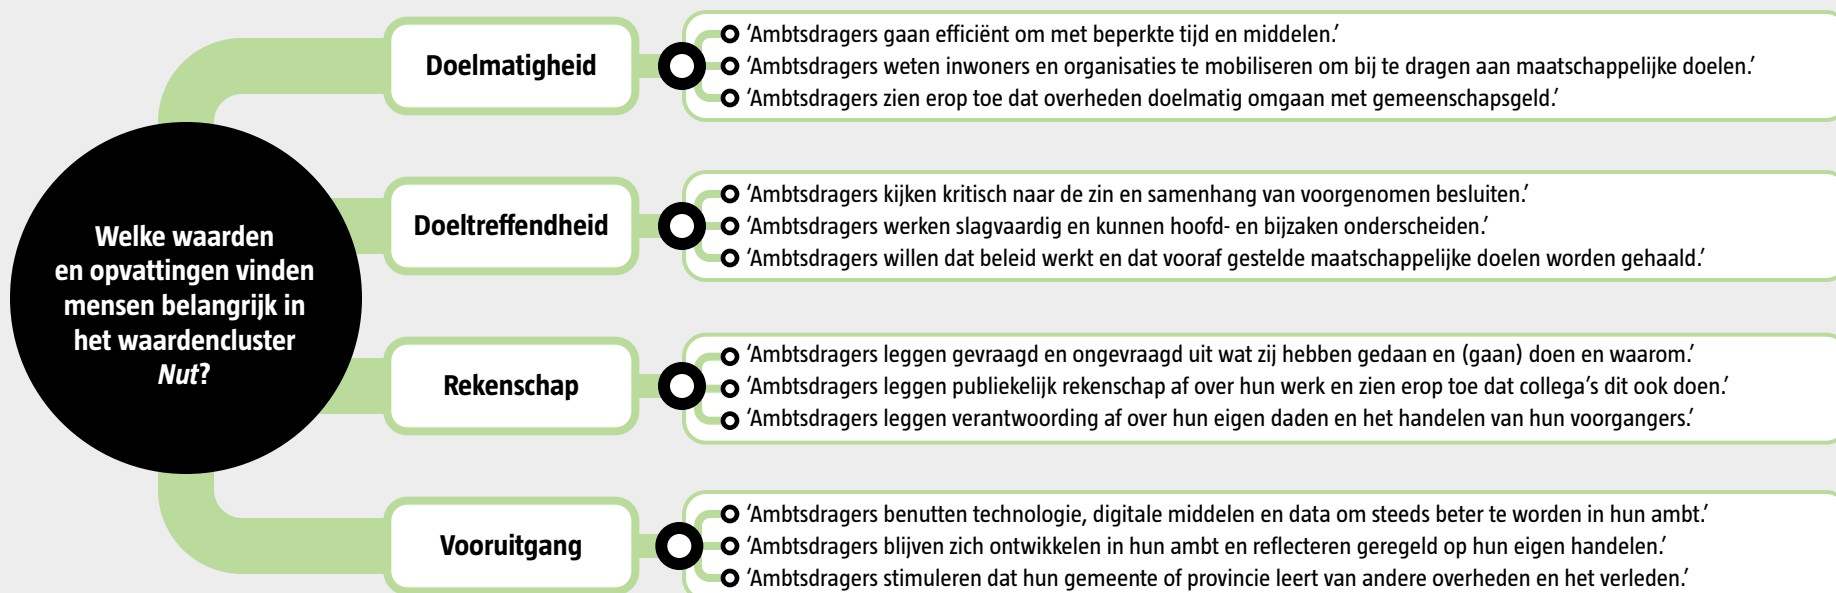 Welke waarden
en opvattingen vinden
mensen belangrijk in
het waardencluster
Nut?
Doelmatigheid
‘Ambtsdragers gaan efficiënt om met beperkte tijd en middelen.’
‘Ambtsdragers weten inwoners en organisaties te mobiliseren om bij te dragen aan maatschappelijke doelen.’
‘Ambtsdragers zien erop toe dat overheden doelmatig omgaan met gemeenschapsgeld.’
Doeltreffendheid
‘Ambtsdragers kijken kritisch naar de zin en samenhang van voorgenomen besluiten.’
‘Ambtsdragers werken slagvaardig en kunnen hoofd- en bijzaken onderscheiden.’
‘Ambtsdragers willen dat beleid werkt en dat vooraf gestelde maatschappelijke doelen worden gehaald.’
Rekenschap
‘Ambtsdragers leggen gevraagd en ongevraagd uit wat zij hebben gedaan en (gaan) doen en waarom.’
‘Ambtsdragers leggen publiekelijk rekenschap af over hun werk en zien erop toe dat collega’s dit ook doen.’
‘Ambtsdragers leggen verantwoording af over hun eigen daden en het handelen van hun voorgangers.’
Vooruitgang
‘Ambtsdragers benutten technologie, digitale middelen en data om steeds beter te worden in hun ambt.’
‘Ambtsdragers blijven zich ontwikkelen in hun ambt en reflecteren geregeld op hun eigen handelen.’
‘Ambtsdragers stimuleren dat hun gemeente of provincie leert van andere overheden en het verleden.’